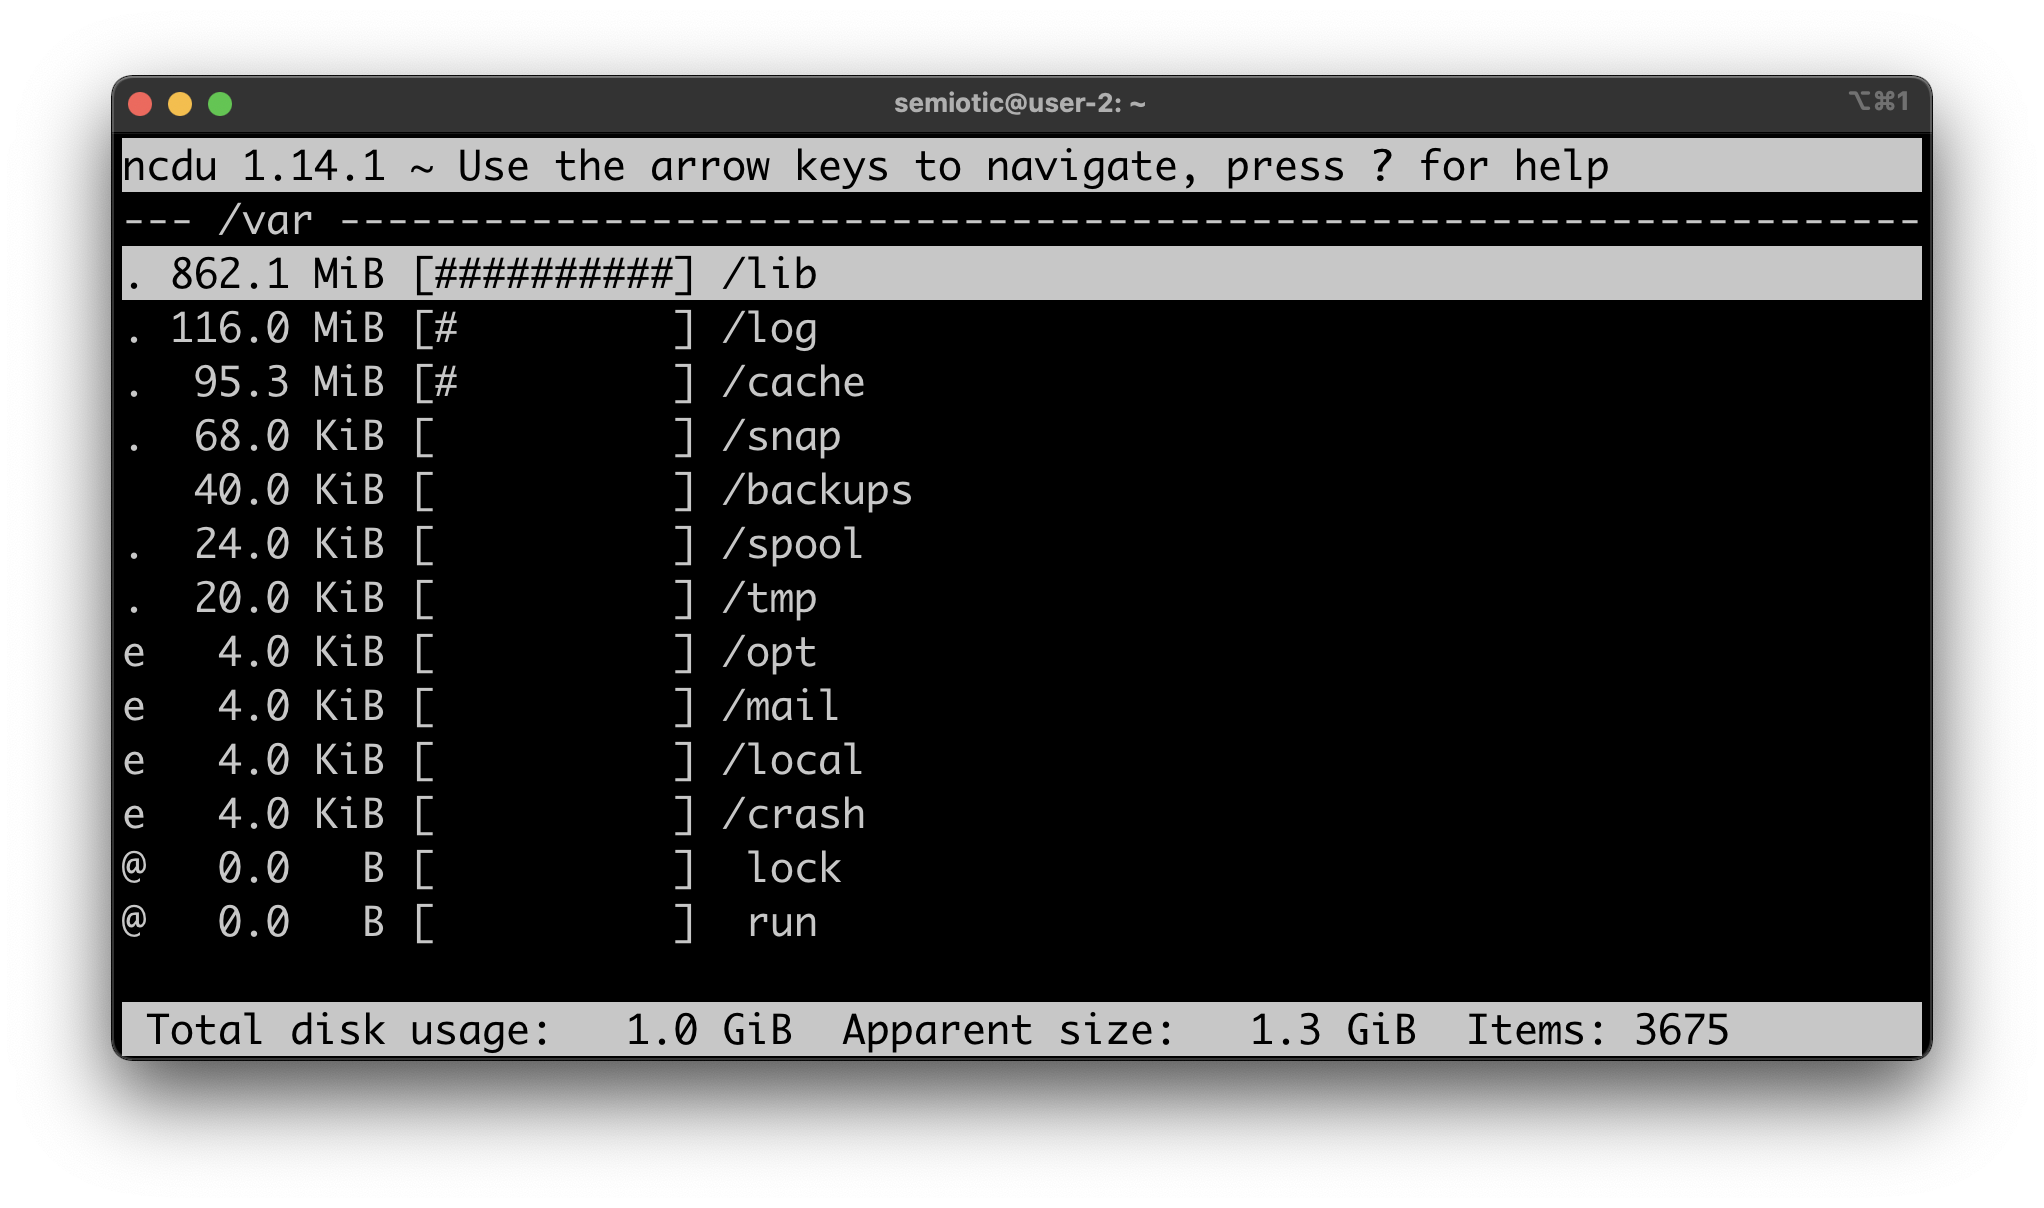 semiotic@user-2: ~ ⌥⌘1
ncdu 1.14.1 ~ Use the arrow keys to navigate, press ? for help
--- /var ------------------------------------------------------------------
. 862.1 MiB [##########] /lib
. 116.0 MiB [#         ] /log
.  95.3 MiB [#         ] /cache
.  68.0 KiB [          ] /snap
   40.0 KiB [          ] /backups
.  24.0 KiB [          ] /spool
.  20.0 KiB [          ] /tmp
e   4.0 KiB [          ] /opt
e   4.0 KiB [          ] /mail
e   4.0 KiB [          ] /local
e   4.0 KiB [          ] /crash
@   0.0   B [          ]  lock
@   0.0   B [          ]  run
 Total disk usage:   1.0 GiB  Apparent size:   1.3 GiB  Items: 3675